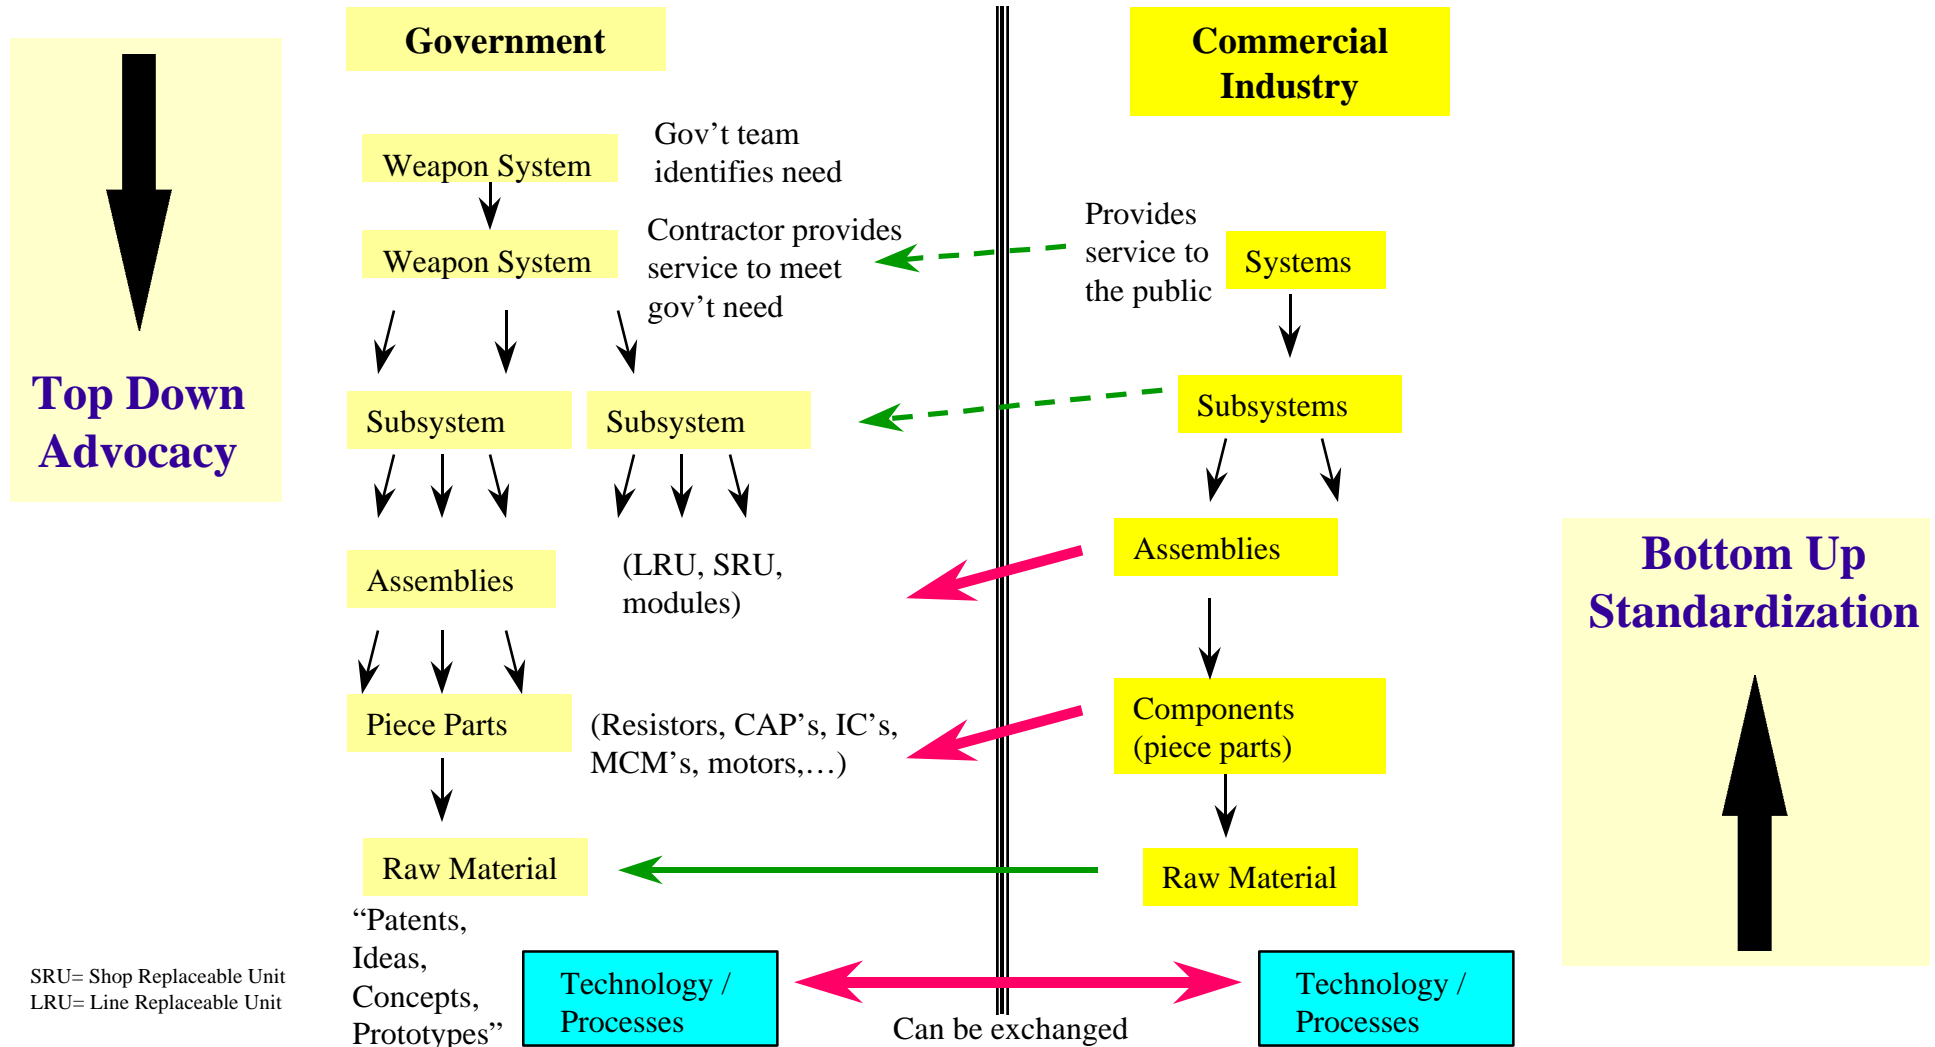 Government
Commercial
Industry
Top Down
Advocacy
Weapon System
Gov’t team
identifies need
Weapon System
Contractor provides
service to meet
gov’t need
Provides
service to
the public
Systems
Subsystem
Subsystem
Subsystems
Assemblies
(LRU, SRU,
modules)
Assemblies
Bottom Up
Standardization
Piece Parts
(Resistors, CAP’s, IC’s,
MCM’s, motors,…)
Components
(piece parts)
Raw Material
Raw Material
“Patents,
Ideas,
Concepts,
Prototypes”
Technology /
Processes
Can be exchanged
Technology /
Processes
SRU= Shop Replaceable Unit
LRU= Line Replaceable Unit